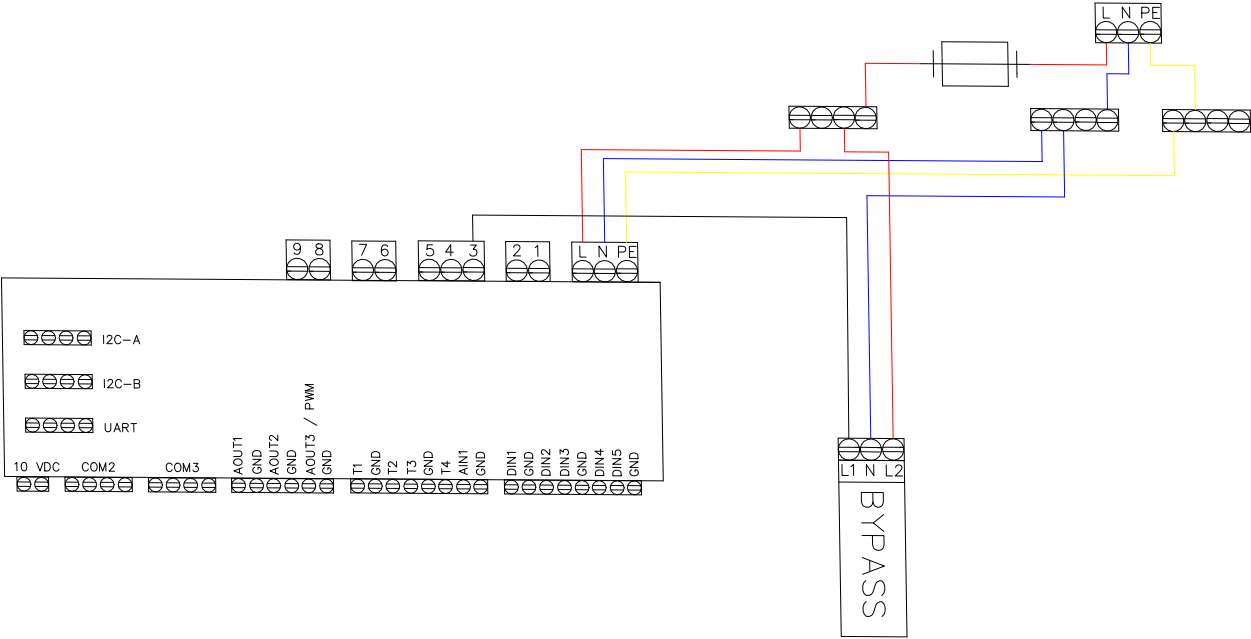 L N PE
9 8 7 6 5 4 3 2 1 L N PE
I2C-A
I2C-B
UART
10 VDC COM2 COM3
AOUT1
GND
AOUT2
GND
AOUT3 / PWM
GND
T1
GND
T2
T3
GND
T4
AIN1
GND
DIN1
GND
DIN2
DIN3
GND
DIN4
DIN5
GND
L1 N L2
BYPASS